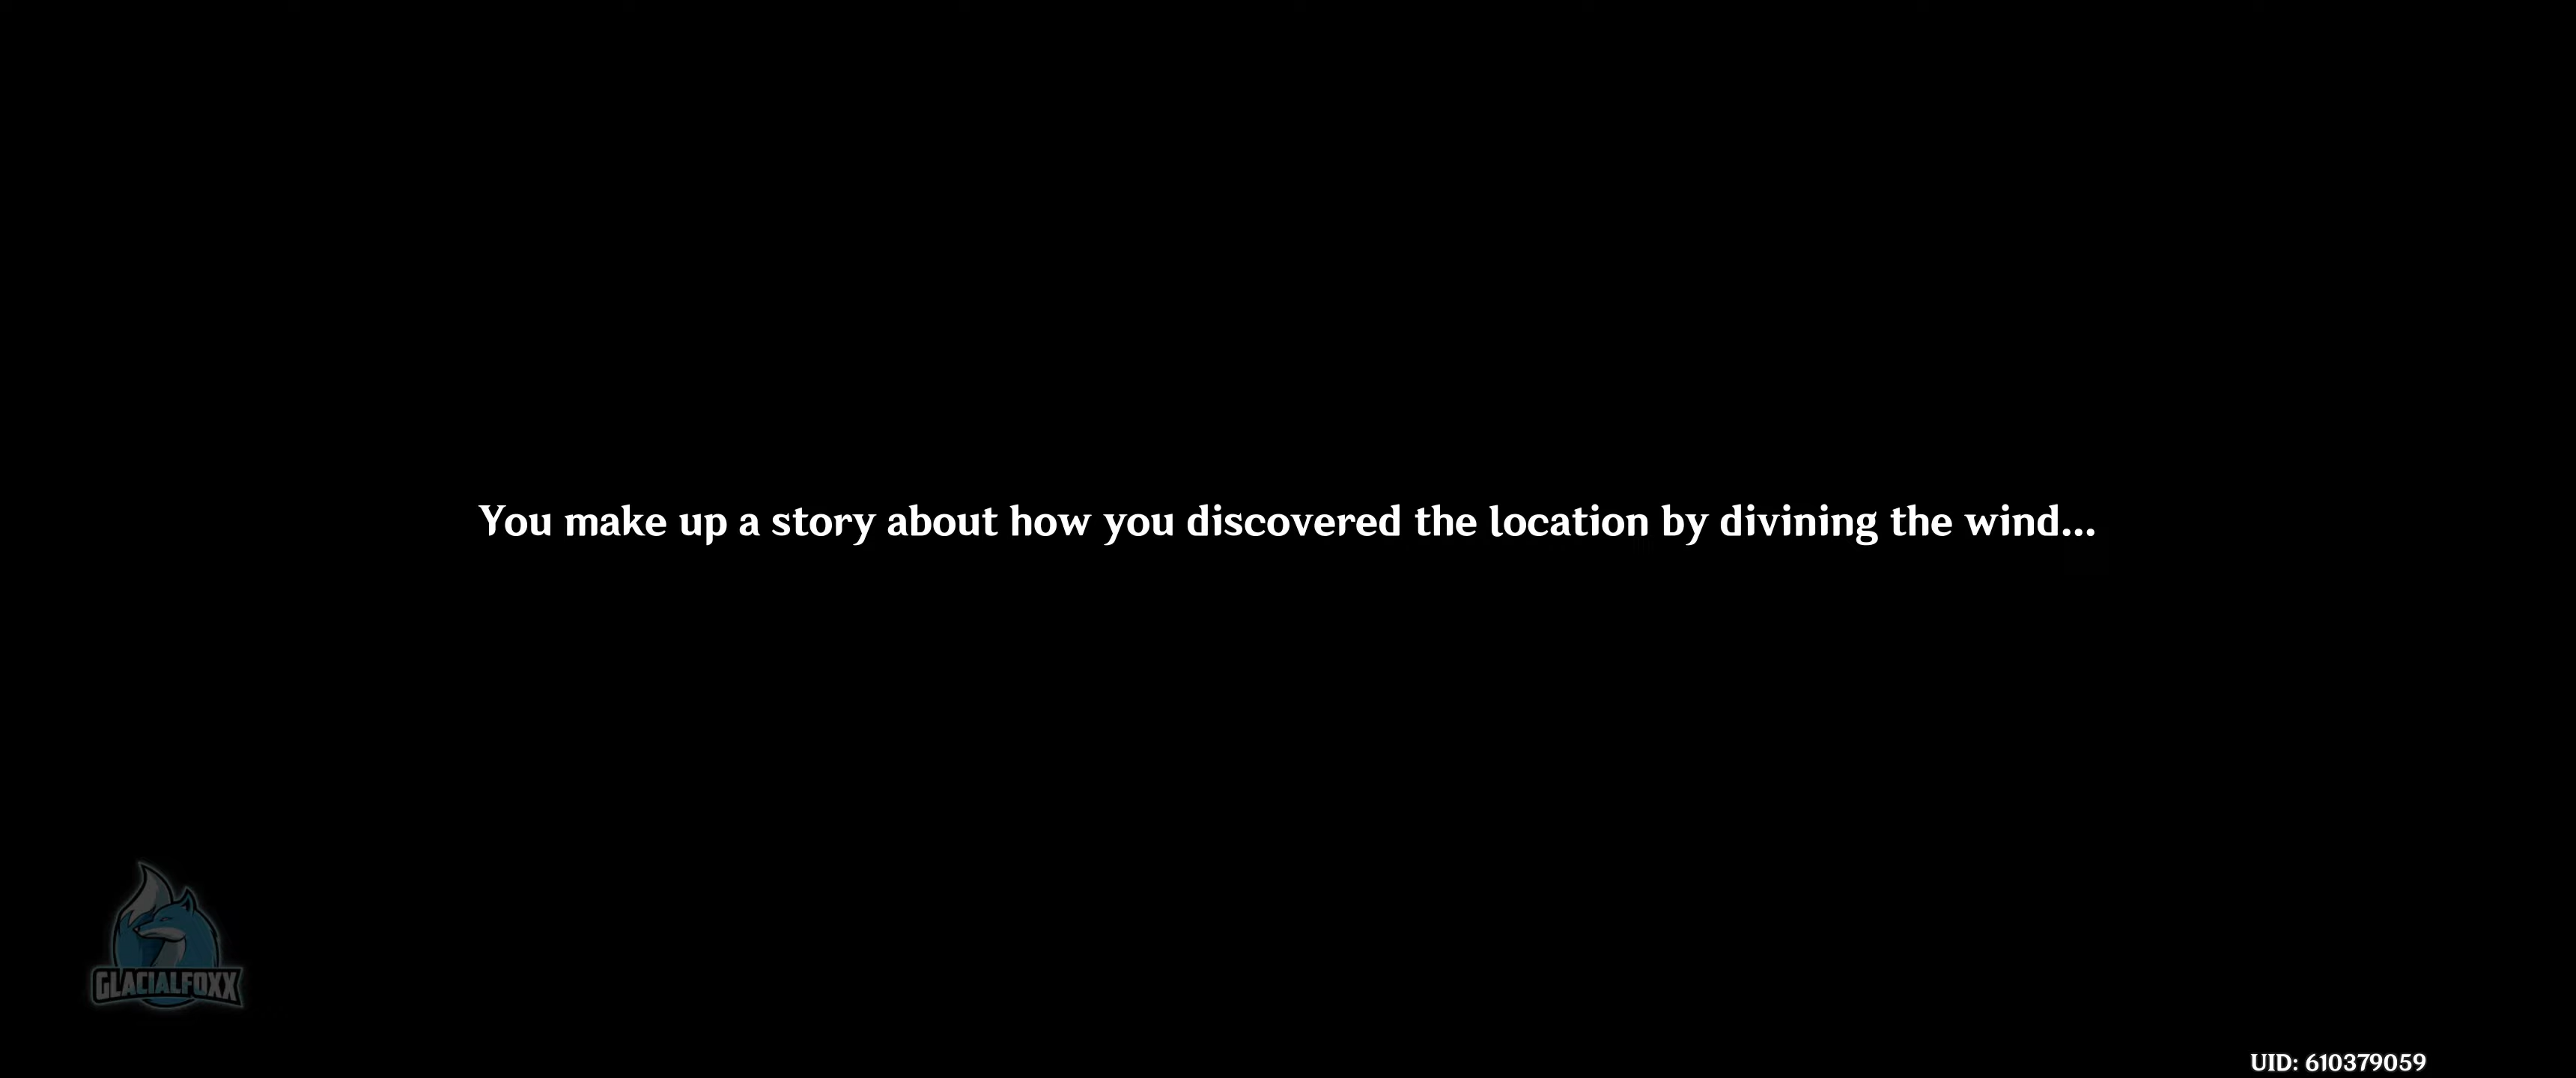 You make up a story about how you discovered the location by divining the wind...
GLACIALFOXX
UID: 610379059